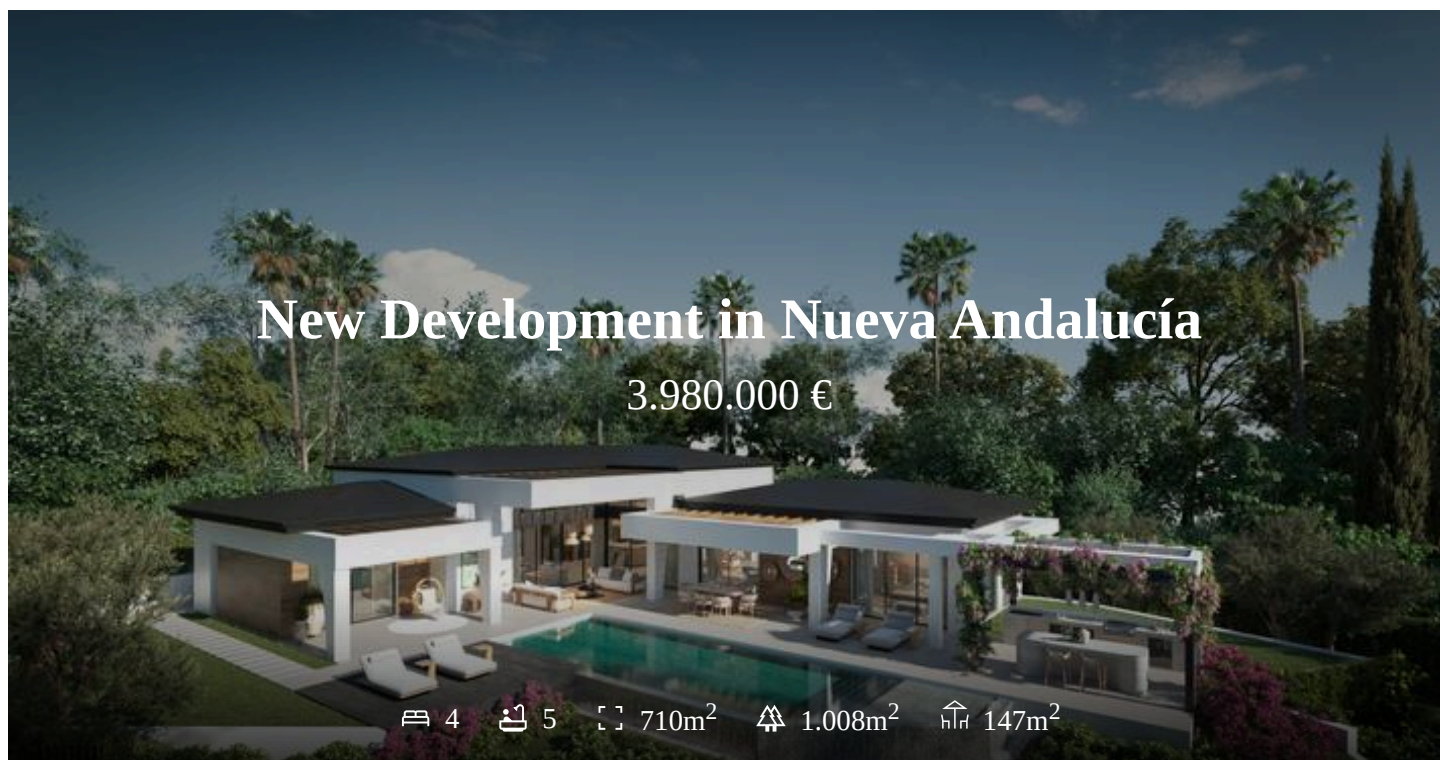 New Development in Nueva Andalucía
3.980.000 €
4 5 710m² 1.008m² 147m²